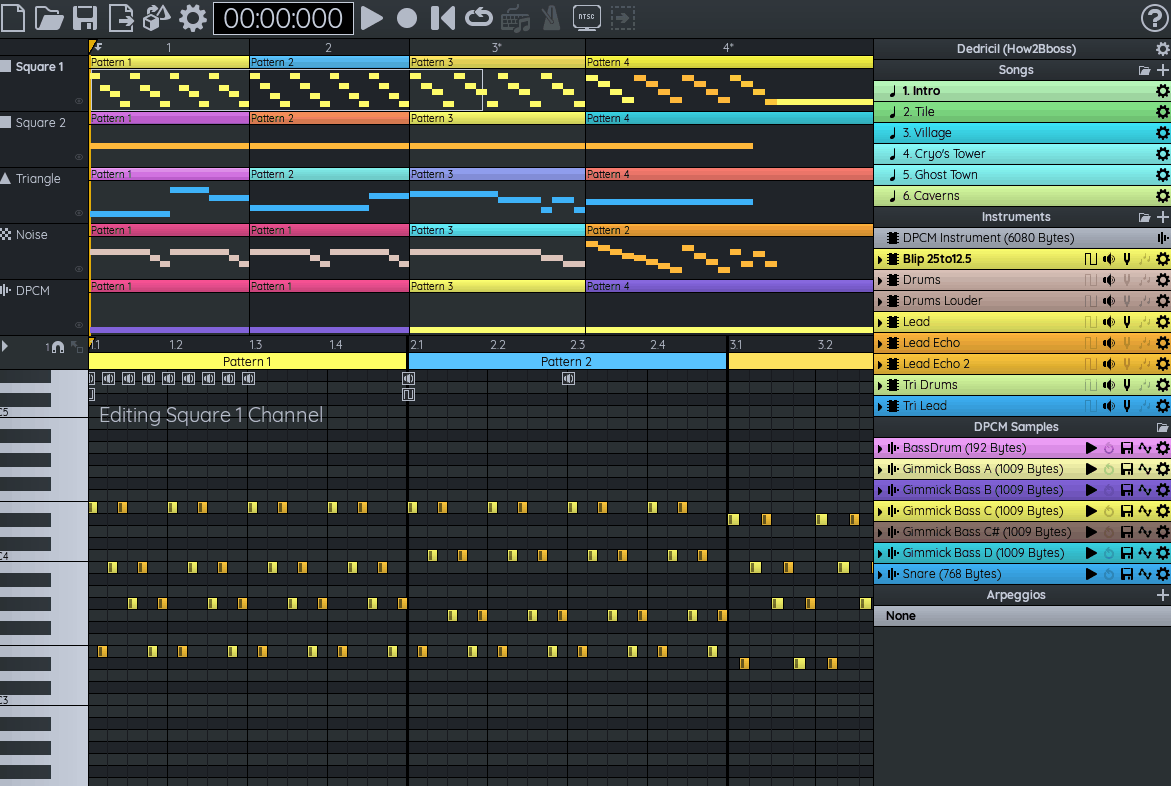 00:00:000
NTSC
1 2 3* 4*
Square 1
Pattern 1 Pattern 2 Pattern 3 Pattern 4
Square 2
Pattern 1 Pattern 2 Pattern 3 Pattern 4
Triangle
Pattern 1 Pattern 2 Pattern 3 Pattern 4
Noise
Pattern 1 Pattern 1 Pattern 3 Pattern 2
DPCM
Pattern 1 Pattern 1 Pattern 3 Pattern 4
1
1.1 1.2 1.3 1.4 2.1 2.2 2.3 2.4 3.1 3.2
Pattern 1 Pattern 2
Editing Square 1 Channel
C5
C4
C3
Dedricil (How2Bboss)
Songs
1. Intro
2. Tile
3. Village
4. Cryo's Tower
5. Ghost Town
6. Caverns
Instruments
DPCM Instrument (6080 Bytes)
Blip 25to12.5
Drums
Drums Louder
Lead
Lead Echo
Lead Echo 2
Tri Drums
Tri Lead
DPCM Samples
BassDrum (192 Bytes)
Gimmick Bass A (1009 Bytes)
Gimmick Bass B (1009 Bytes)
Gimmick Bass C (1009 Bytes)
Gimmick Bass C# (1009 Bytes)
Gimmick Bass D (1009 Bytes)
Snare (768 Bytes)
Arpeggios
None